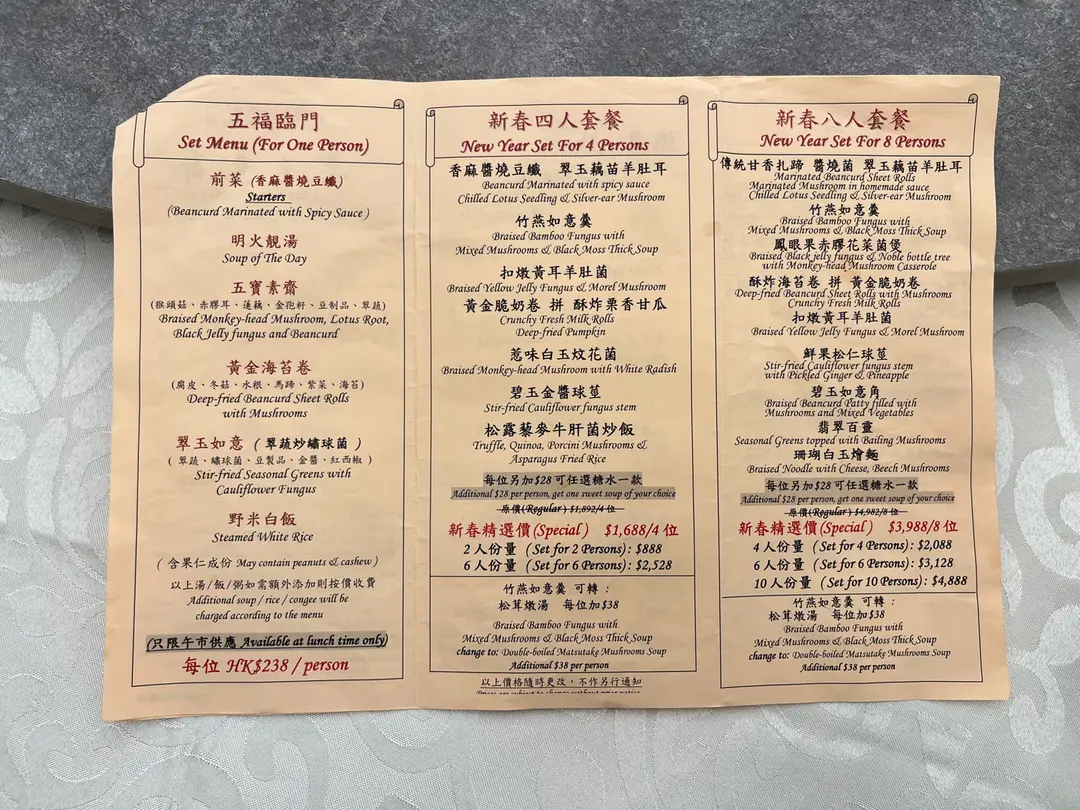 五福臨門
Set Menu (For One Person)
前菜 (香麻醬燒豆纖)
Starters
(Beancurd Marinated with Spicy Sauce)
明火靚湯
Soup of The Day
五寶素齋
(猴頭菇、赤膠耳、蓮藕、金菇軒、豆制品、翠蔬)
Braised Monkey-head Mushroom, Lotus Root,
Black Jelly fungus and Beancurd
黃金海苔卷
(腐皮、冬菇、水根、馬蹄、紫菜、海苔)
Deep-fried Beancurd Sheet Rolls
with Mushrooms
翠玉如意 ( 翠蔬炒繡球菌 )
( 翠蔬、繡球菌、豆製品、金醬、紅西椒 )
Stir-fried Seasonal Greens with
Cauliflower Fungus
野米白飯
Steamed White Rice
( 含果仁成份 May contain peanuts & cashew )
以上湯/飯/粥如需額外添加則按價收費
Additional soup / rice / congee will be
charged according to the menu
(只限午市供應 Available at lunch time only)
每位 HK$238 / person
新春四人套餐
New Year Set For 4 Persons
香麻醬燒豆纖 翠玉藕苗羊肚耳
Beancurd Marinated with spicy sauce
Chilled Lotus Seedling & Silver-ear Mushroom
竹燕如意羹
Braised Bamboo Fungus with
Mixed Mushrooms & Black Moss Thick Soup
扣燉黃耳羊肚菌
Braised Yellow Jelly Fungus & Morel Mushroom
黃金脆奶卷 拼 酥炸栗香甘瓜
Crunchy Fresh Milk Rolls
Deep-fried Pumpkin
惹味白玉炆花菌
Braised Monkey-head Mushroom with White Radish
碧玉金醬球莖
Stir-fried Cauliflower fungus stem
松露藜麥牛肝菌炒飯
Truffle, Quinoa, Porcini Mushrooms &
Asparagus Fried Rice
每位另加$28可任選糖水一款
Additional $28 per person, get one sweet soup of your choice
原價(Regular) $1,892/4 位
新春精選價(Special) $1,688/4 位
2 人份量 (Set for 2 Persons): $888
6 人份量 (Set for 6 Persons): $2,528
竹燕如意羹 可轉 :
松茸燉湯 每位加$38
Braised Bamboo Fungus with
Mixed Mushrooms & Black Moss Thick Soup
change to: Double-boiled Matsutake Mushrooms Soup
Additional $38 per person
以上價格隨時更改，不作另行通知
Prices are subject to change without prior notice
新春八人套餐
New Year Set For 8 Persons
傳統甘香扎蹄 醬燒菌 翠玉藕苗羊肚耳
Marinated Beancurd Sheet Rolls
Marinated Mushroom in homemade sauce
Chilled Lotus Seedling & Silver-ear Mushroom
竹燕如意羹
Braised Bamboo Fungus with
Mixed Mushrooms & Black Moss Thick Soup
鳳眼果赤膠花菜菌煲
Braised Black jelly fungus & Noble bottle tree
with Monkey-head Mushroom Casserole
酥炸海苔卷 拼 黃金脆奶卷
Deep-fried Beancurd Sheet Rolls with Mushrooms
Crunchy Fresh Milk Rolls
扣燉黃耳羊肚菌
Braised Yellow Jelly Fungus & Morel Mushroom
鮮果松仁球莖
Stir-fried Cauliflower fungus stem
with Pickled Ginger & Pineapple
碧玉如意角
Braised Beancurd Patty filled with
Mushrooms and Mixed Vegetables
翡翠百靈
Seasonal Greens topped with Bailing Mushrooms
珊瑚白玉燴麵
Braised Noodle with Cheese, Beech Mushrooms
每位另加$28可任選糖水一款
Additional $28 per person, get one sweet soup of your choice
原價(Regular) $4,982/8 位
新春精選價(Special) $3,988/8 位
4 人份量 (Set for 4 Persons): $2,088
6 人份量 (Set for 6 Persons): $3,128
10 人份量 (Set for 10 Persons): $4,888
竹燕如意羹 可轉 :
松茸燉湯 每位加$38
Braised Bamboo Fungus with
Mixed Mushrooms & Black Moss Thick Soup
change to: Double-boiled Matsutake Mushrooms Soup
Additional $38 per person